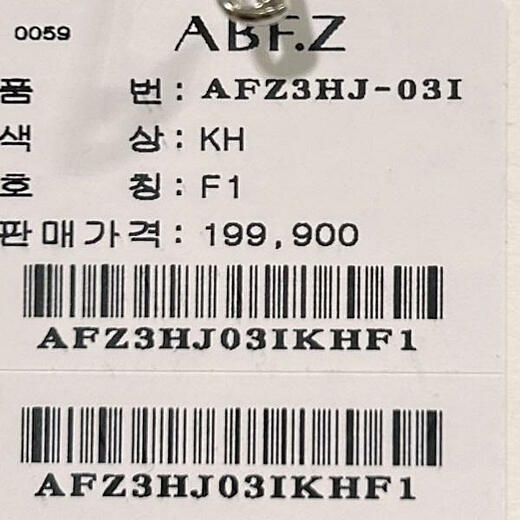 0059
ABF.Z
품 번 : AFZ3HJ-03I
색 상 : KH
호 칭 : F1
판매가격 : 199,900
AFZ3HJ03IKHF1
AFZ3HJ03IKHF1